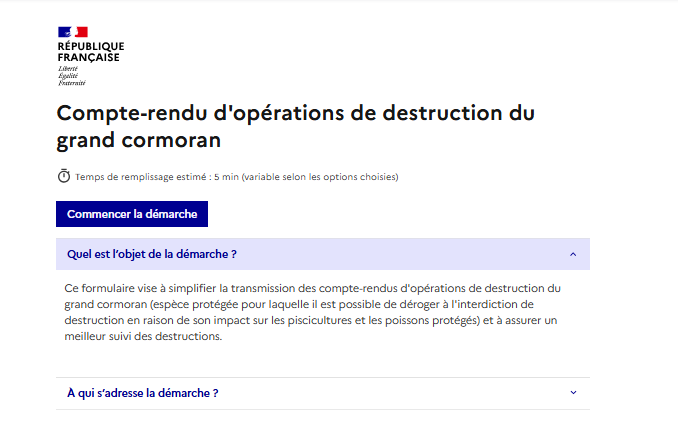 RÉPUBLIQUE
FRANÇAISE
Liberté
Égalité
Fraternité
Compte-rendu d'opérations de destruction du
grand cormoran
Temps de remplissage estimé : 5 min (variable selon les options choisies)
Commencer la démarche
Quel est l’objet de la démarche ?
Ce formulaire vise à simplifier la transmission des compte-rendus d'opérations de destruction du
grand cormoran (espèce protégée pour laquelle il est possible de déroger à l'interdiction de
destruction en raison de son impact sur les piscicultures et les poissons protégés) et à assurer un
meilleur suivi des destructions.
À qui s’adresse la démarche ?